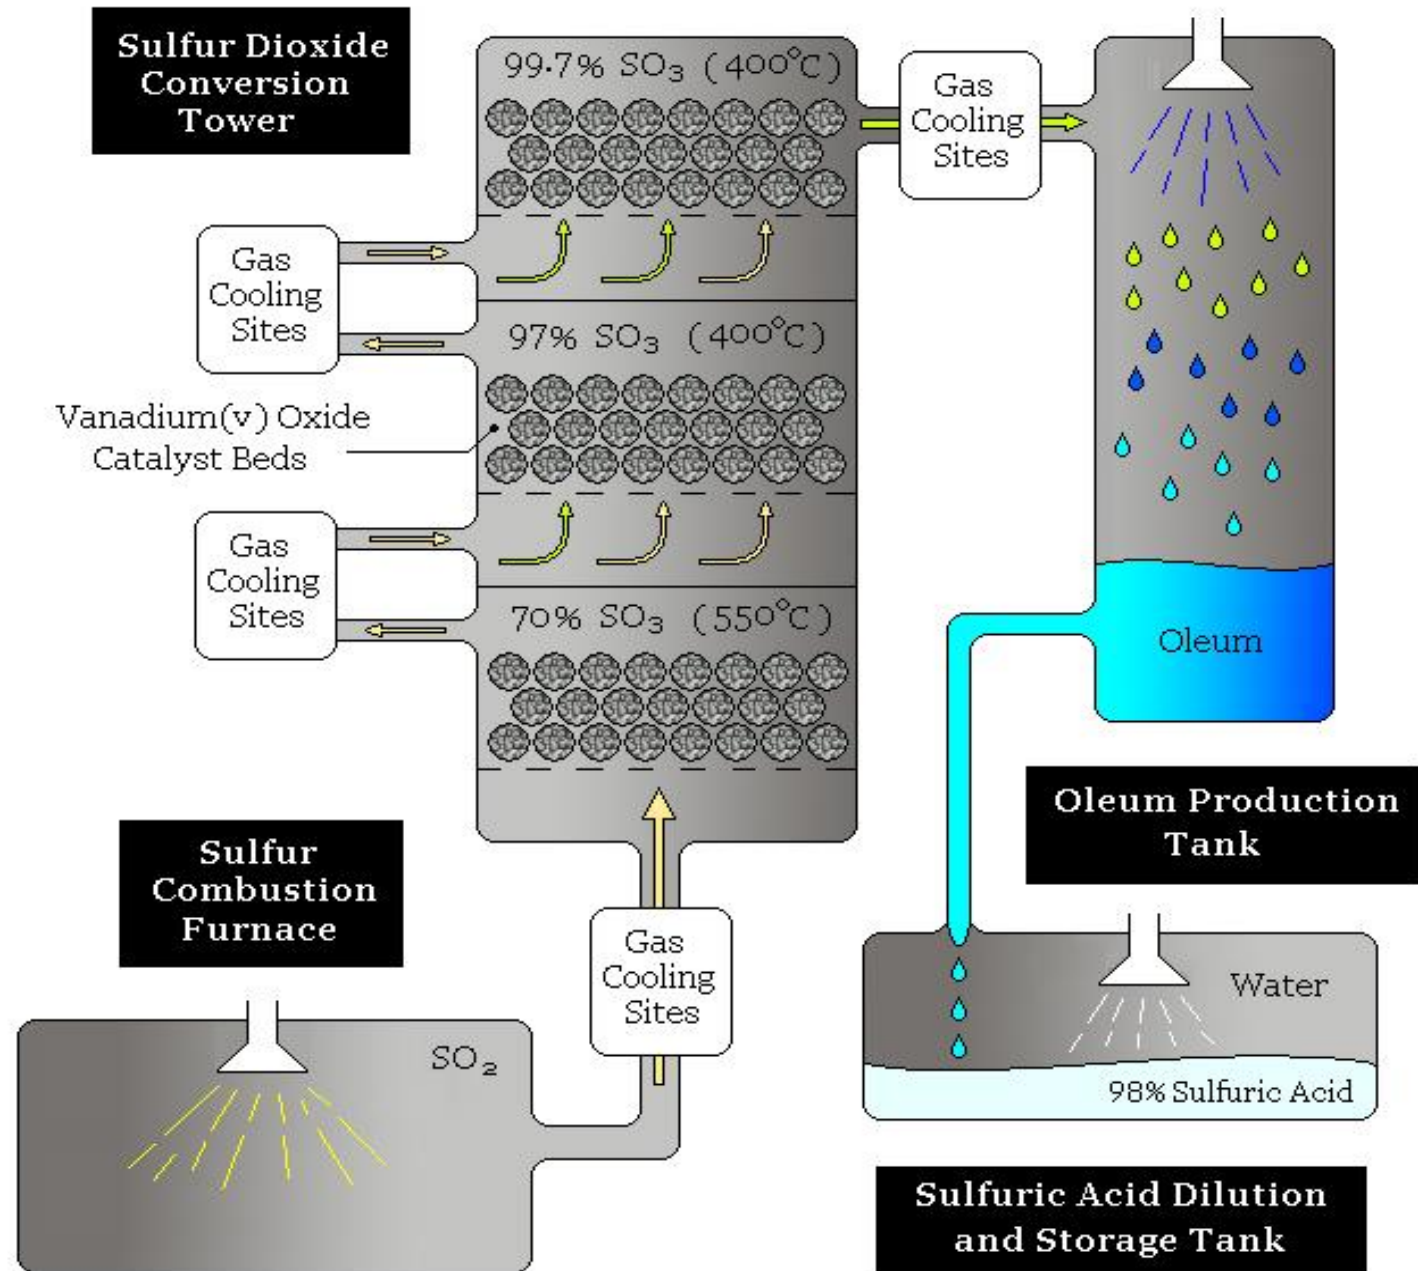 Sulfur Dioxide
Conversion
Tower
99.7% SO₃ (400°C)
Gas
Cooling
Sites
Gas
Cooling
Sites
97% SO₃ (400°C)
Vanadium(v) Oxide
Catalyst Beds
Gas
Cooling
Sites
70% SO₃ (550°C)
Oleum
Oleum Production
Tank
Sulfur
Combustion
Furnace
Gas
Cooling
Sites
SO₂
Water
98% Sulfuric Acid
Sulfuric Acid Dilution
and Storage Tank